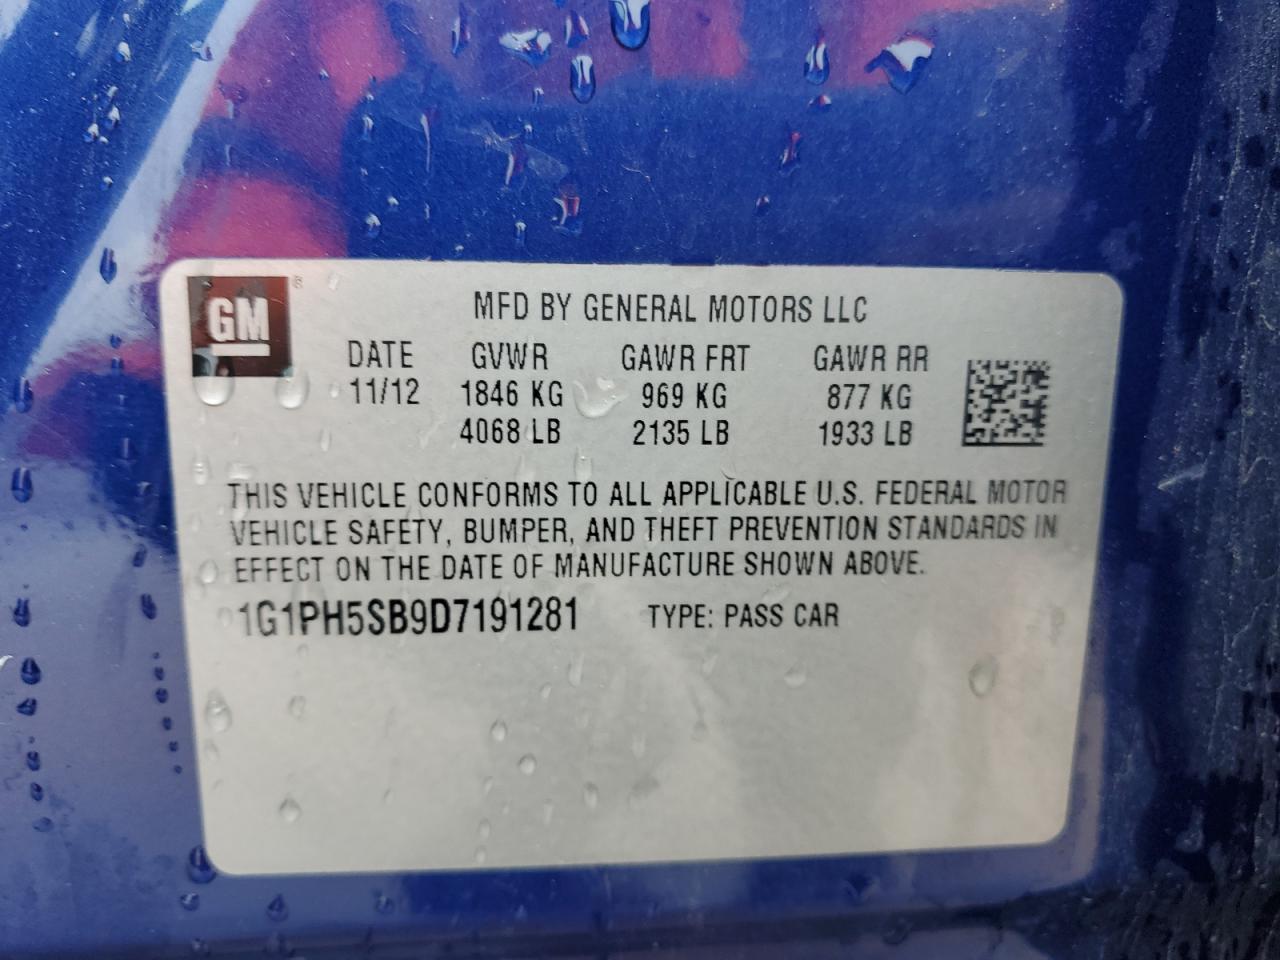 GM ®
MFD BY GENERAL MOTORS LLC
DATE GVWR GAWR FRT GAWR RR
11/12 1846 KG 969 KG 877 KG
4068 LB 2135 LB 1933 LB
THIS VEHICLE CONFORMS TO ALL APPLICABLE U.S. FEDERAL MOTOR
VEHICLE SAFETY, BUMPER, AND THEFT PREVENTION STANDARDS IN
EFFECT ON THE DATE OF MANUFACTURE SHOWN ABOVE.
1G1PH5SB9D7191281 TYPE: PASS CAR